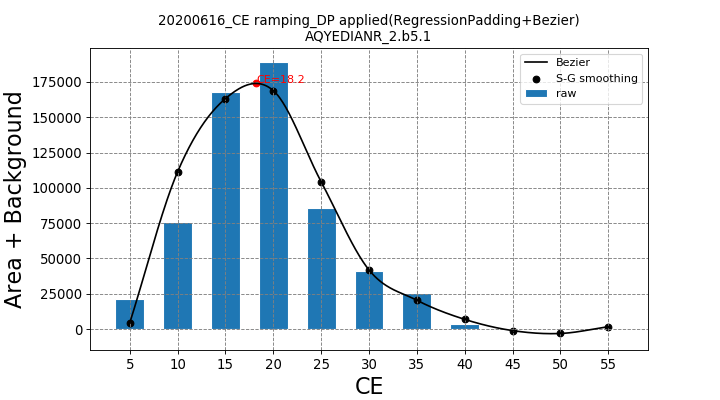 20200616_CE ramping_DP applied(RegressionPadding+Bezier)
AQYEDIANR_2.b5.1
Bezier
S-G smoothing
raw
CE=18.2
Area + Background
175000
150000
125000
100000
75000
50000
25000
0
5 10 15 20 25 30 35 40 45 50 55
CE